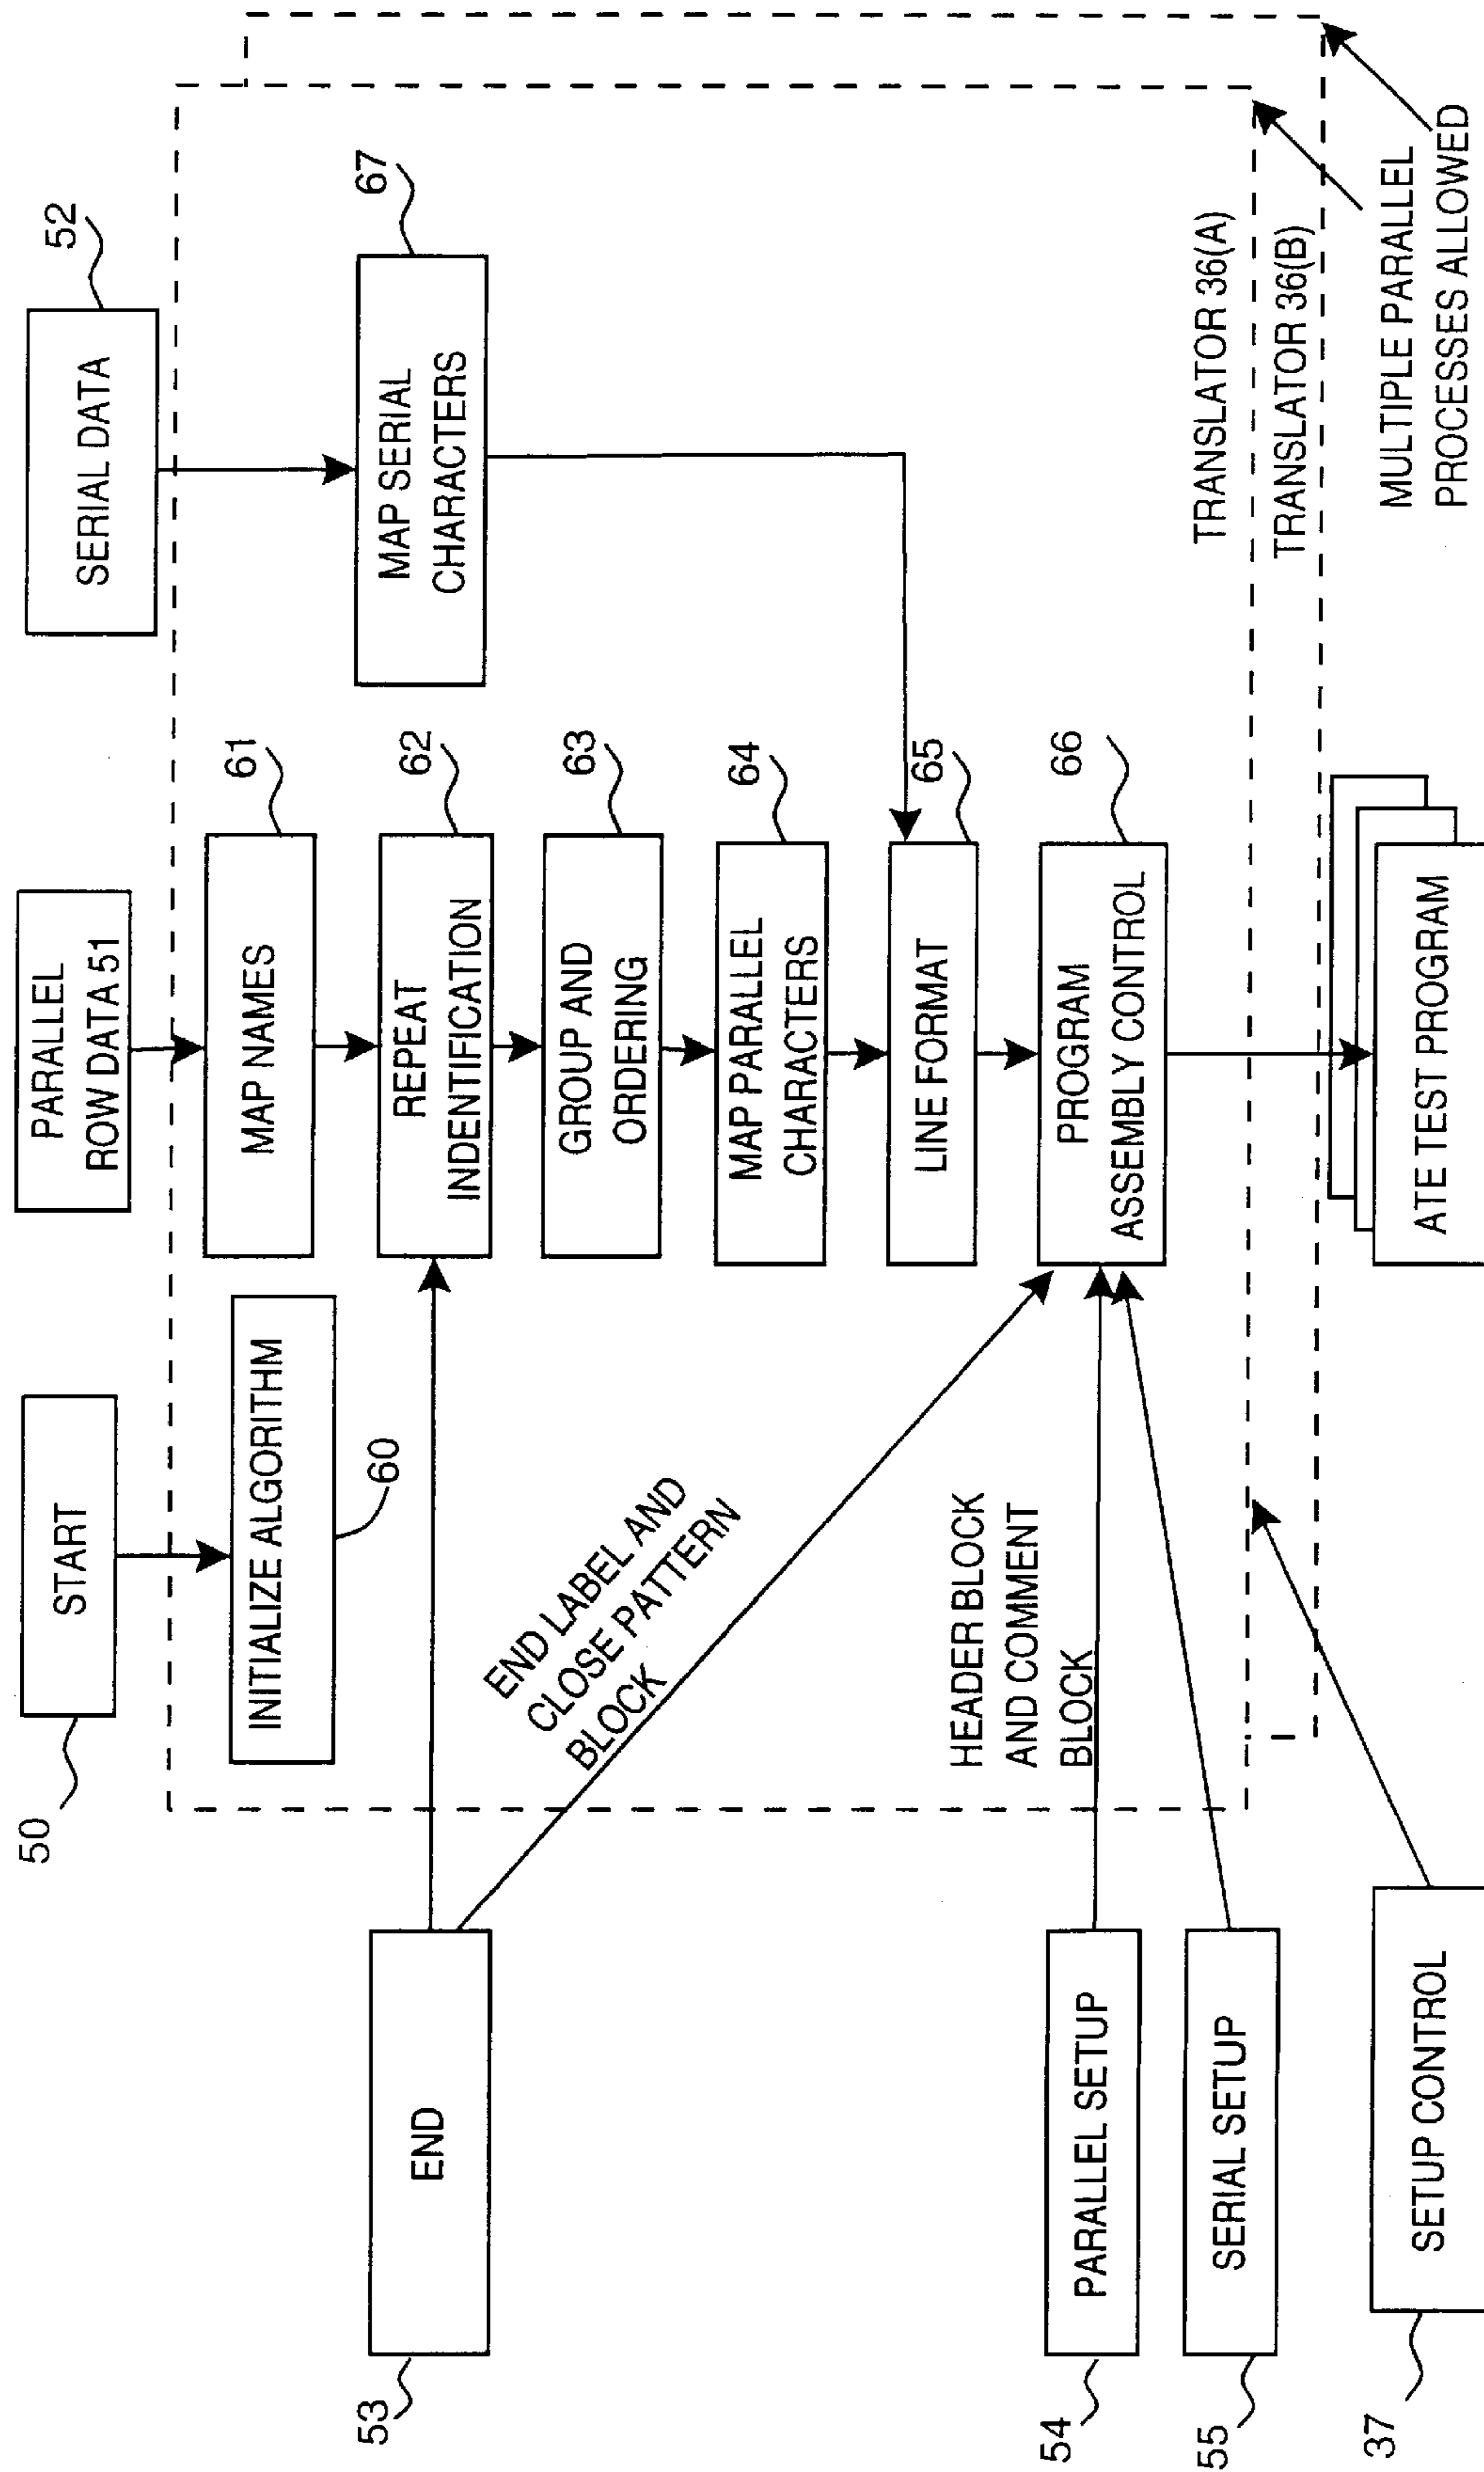 50
START
PARALLEL
ROW DATA 51
SERIAL DATA
52
INITIALIZE ALGORITHM
60
MAP NAMES
61
53
END
REPEAT
INDENTIFICATION
62
MAP SERIAL
CHARACTERS
67
GROUP AND
ORDERING
63
END LABEL AND
CLOSE PATTERN
BLOCK
MAP PARALLEL
CHARACTERS
64
LINE FORMAT
65
HEADER BLOCK
AND COMMENT
BLOCK
54
PARALLEL SETUP
PROGRAM
ASSEMBLY CONTROL
66
55
SERIAL SETUP
TRANSLATOR 36(A)
TRANSLATOR 36(B)
37
SETUP CONTROL
ATE TEST PROGRAM
MULTIPLE PARALLEL
PROCESSES ALLOWED